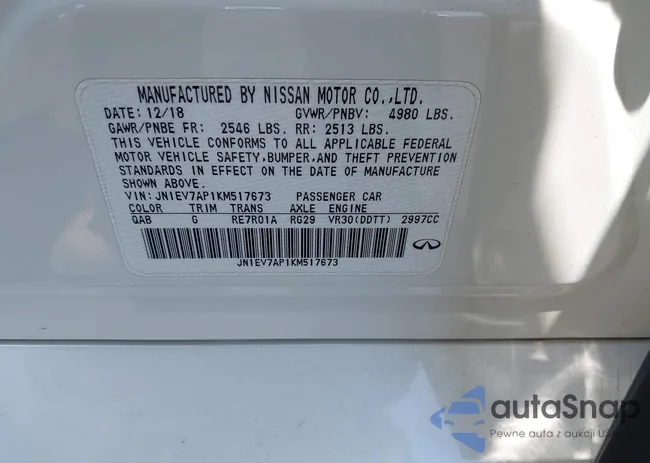 MANUFACTURED BY NISSAN MOTOR CO.,LTD.
DATE: 12/18 GVWR/PNBV: 4980 LBS.
GAWR/PNBE FR: 2546 LBS. RR: 2513 LBS.
THIS VEHICLE CONFORMS TO ALL APPLICABLE FEDERAL
MOTOR VEHICLE SAFETY,BUMPER,AND THEFT PREVENTION
STANDARDS IN EFFECT ON THE DATE OF MANUFACTURE
SHOWN ABOVE.
VIN: JN1EV7AP1KM517673 PASSENGER CAR
COLOR TRIM TRANS AXLE ENGINE
QAB G RE7R01A RG29 VR30(DDTT) 2997CC
JN1EV7AP1KM517673
autaSnap
Pewne auta z aukcji